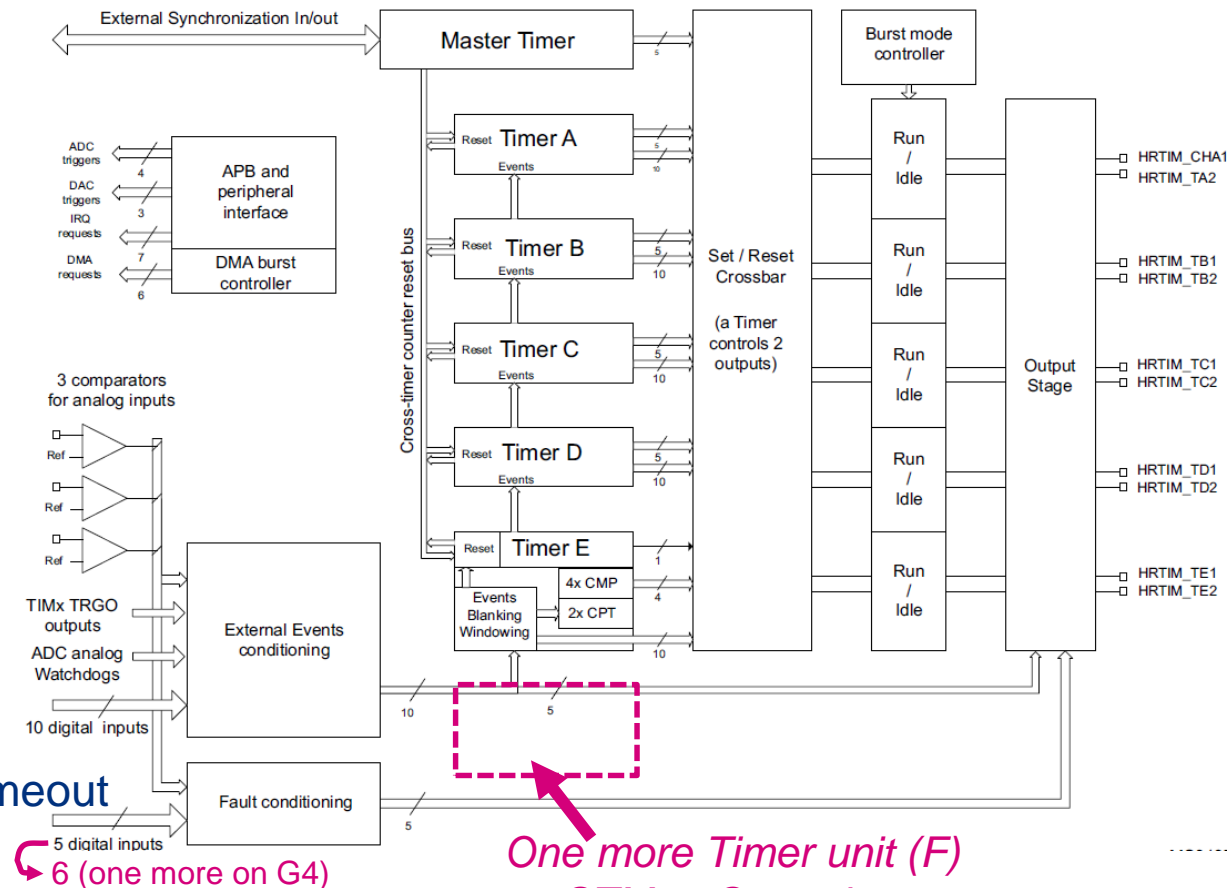 External Synchronization In/out
Master Timer
5
Burst mode
controller
ADC
triggers
4
DAC
triggers
3
IRQ
requests
7
DMA
requests
6
APB and
peripheral
interface
DMA burst
controller
Cross-timer counter reset bus
Reset
Timer A
Events
5
10
Reset
Timer B
Events
5
10
Reset
Timer C
Events
5
10
Reset
Timer D
Events
5
10
Reset
Timer E
1
4x CMP
4
2x CPT
Events
Blanking
Windowing
10
Set / Reset
Crossbar
(a Timer
controls 2
outputs)
Run
/
Idle
Run
/
Idle
Run
/
Idle
Run
/
Idle
Run
/
Idle
Output
Stage
HRTIM_CHA1
HRTIM_TA2
HRTIM_TB1
HRTIM_TB2
HRTIM_TC1
HRTIM_TC2
HRTIM_TD1
HRTIM_TD2
HRTIM_TE1
HRTIM_TE2
3 comparators
for analog inputs
Ref
Ref
Ref
TIMx TRGO
outputs
ADC analog
Watchdogs
10 digital inputs
External Events
conditioning
10
5
meout
5 digital inputs
Fault conditioning
5
6 (one more on G4)
One more Timer unit (F)